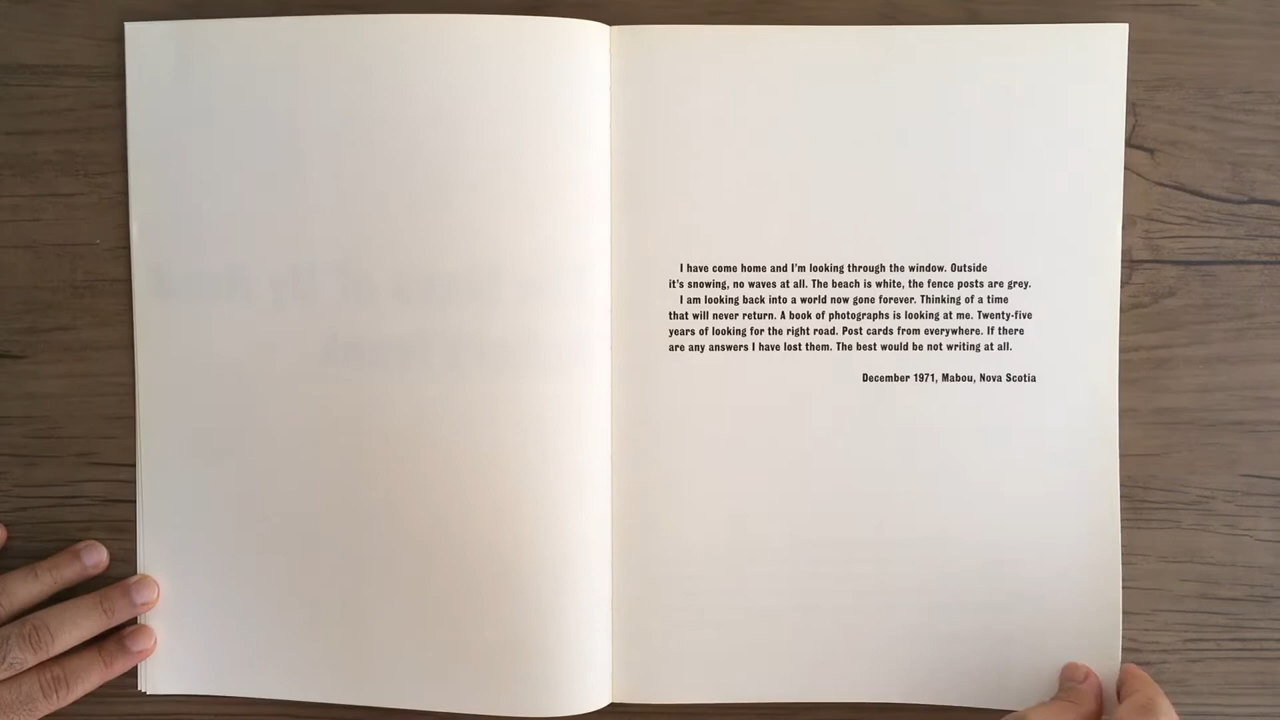 I have come home and I'm looking through the window. Outside
it's snowing, no waves at all. The beach is white, the fence posts are grey.
I am looking back into a world now gone forever. Thinking of a time
that will never return. A book of photographs is looking at me. Twenty-five
years of looking for the right road. Post cards from everywhere. If there
are any answers I have lost them. The best would be not writing at all.
December 1971, Mabou, Nova Scotia